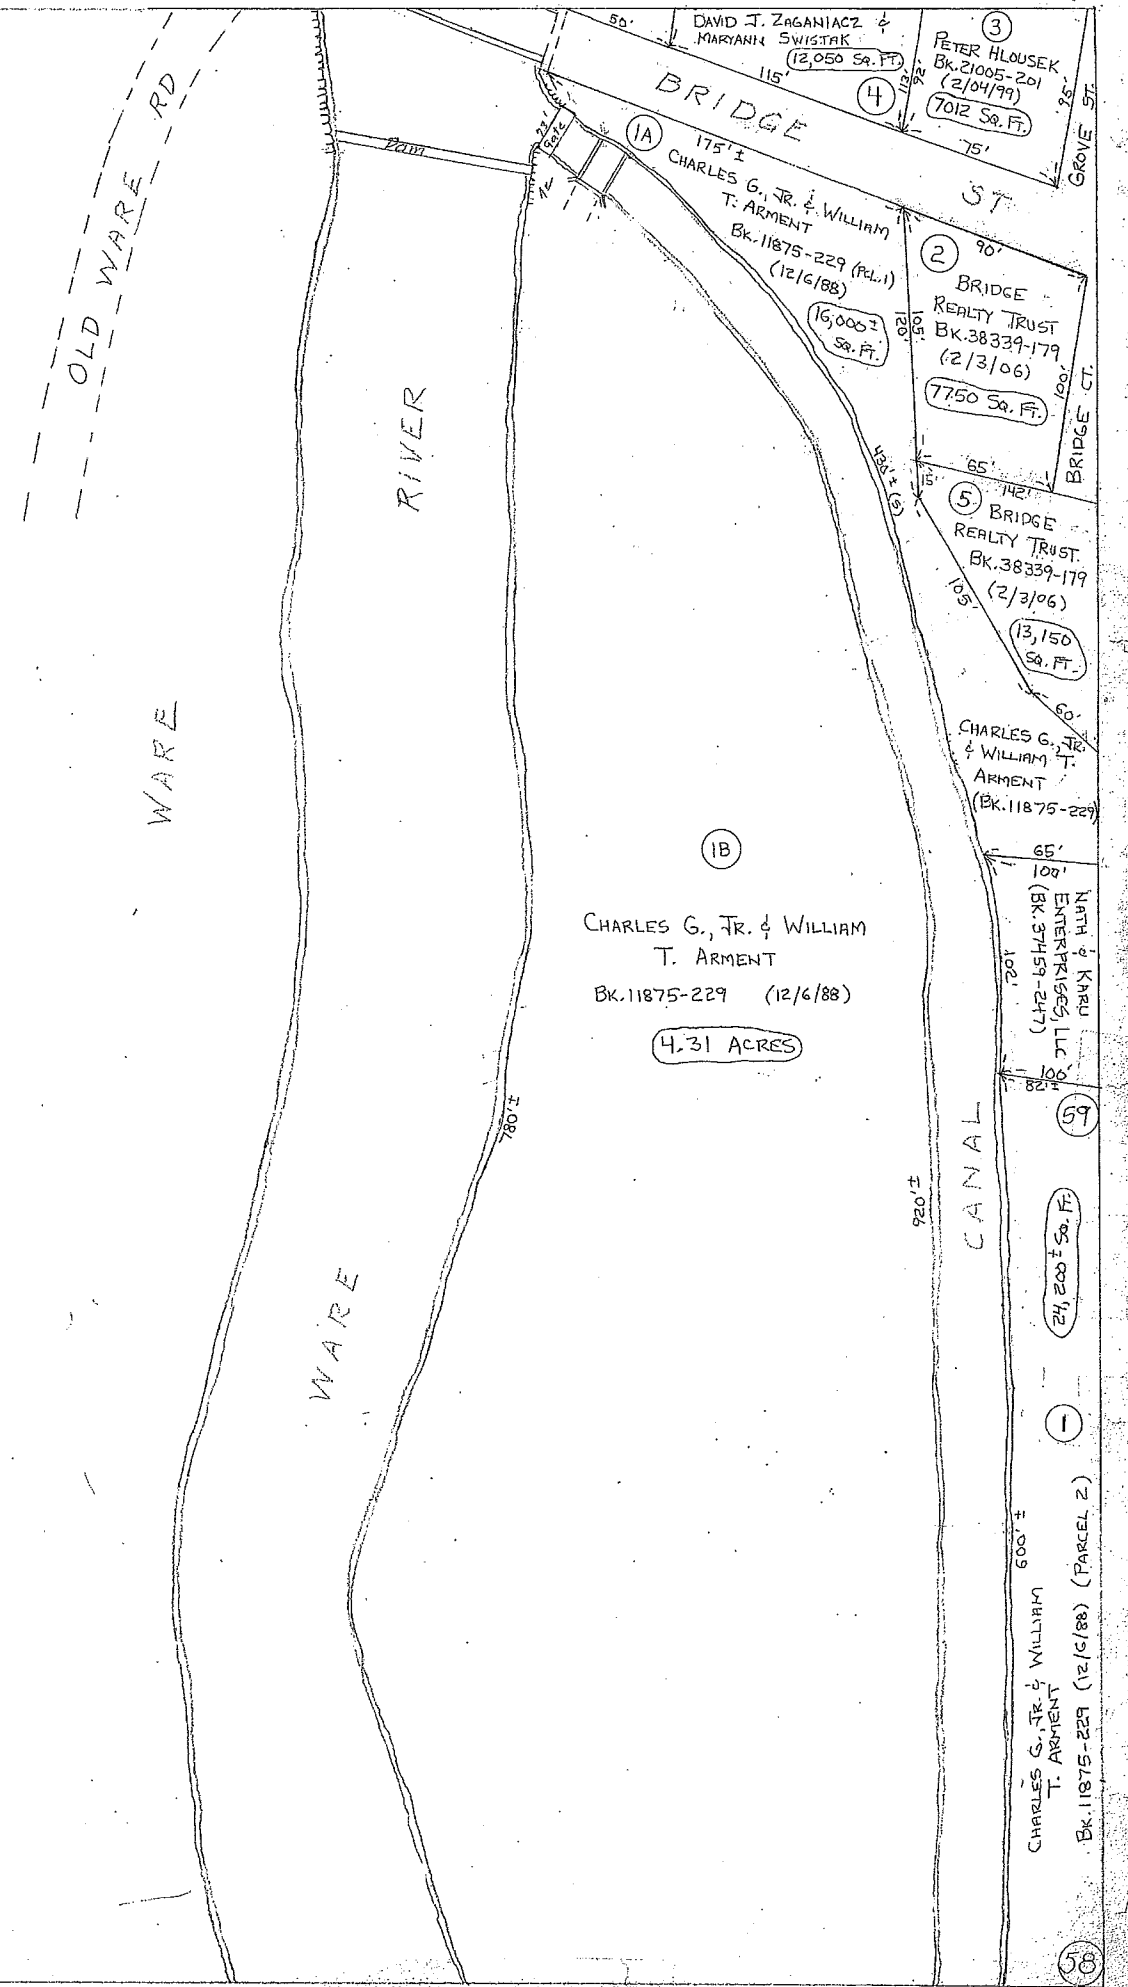 50'
DAVID J. ZAGANIACZ &
MARYANN SWISTAK
12,050 SQ. FT.
115'
113'
4
3
PETER HLOUSEK
BK.21005-201
(2/04/99)
7012 SQ. FT.
92'
95'
75'
GROVE ST.
BRIDGE ST
OLD WARE RD
Dam
23'
Gate
1A
175'±
CHARLES G., JR. & WILLIAM
T. ARMENT
BK.11875-229 (PCL.1)
(12/6/88)
16,000±
SQ. FT.
120'
105'
90'
2
BRIDGE
REALTY TRUST
BK.38339-179
(2/3/06)
7750 SQ. FT.
100'
BRIDGE CT.
65'
142'
15'
5
BRIDGE
REALTY TRUST
BK.38339-179
(2/3/06)
13,150
SQ. FT.
105'
60'
430'±(S)
RIVER
WARE
CHARLES G., JR.
& WILLIAM T.
ARMENT
(BK.11875-229)
65'
100'
NATH & KARU
ENTERPRISES, LLC
(BK.37459-247)
102'
100'
82'±
59
1B
CHARLES G., JR. & WILLIAM
T. ARMENT
BK.11875-229 (12/6/88)
4.31 ACRES
780'±
920'±
CANAL
24,200± SQ. FT.
WARE
1
600'±
CHARLES G., JR. & WILLIAM
T. ARMENT
BK.11875-229 (12/6/88) (PARCEL 2)
58